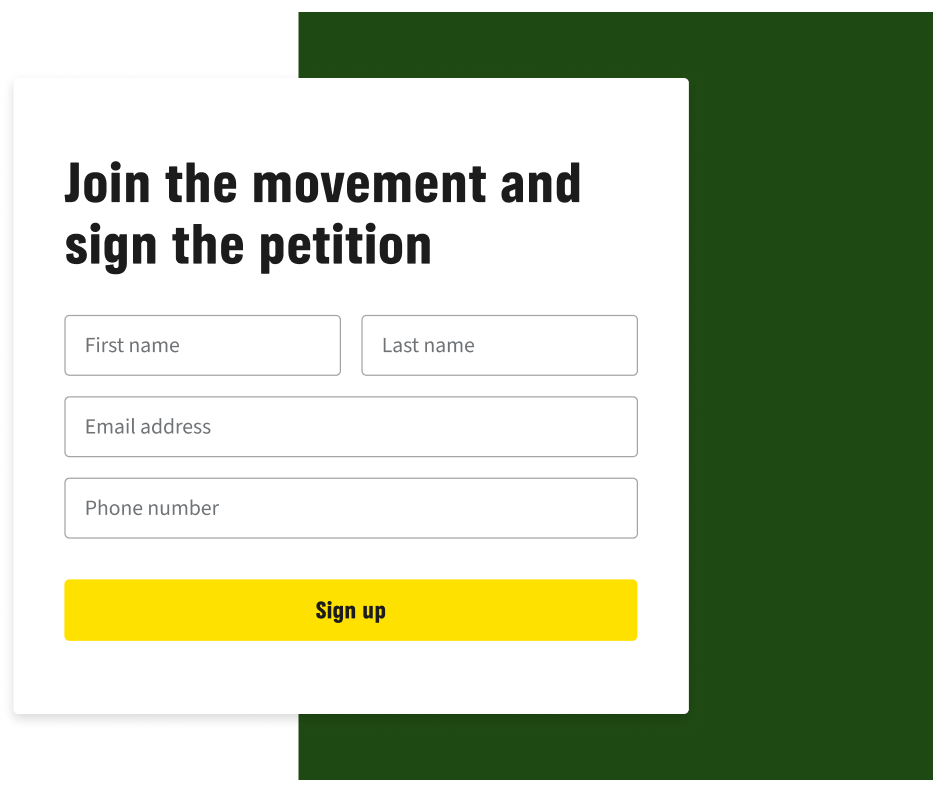 Join the movement and
sign the petition
First name
Last name
Email address
Phone number
Sign up